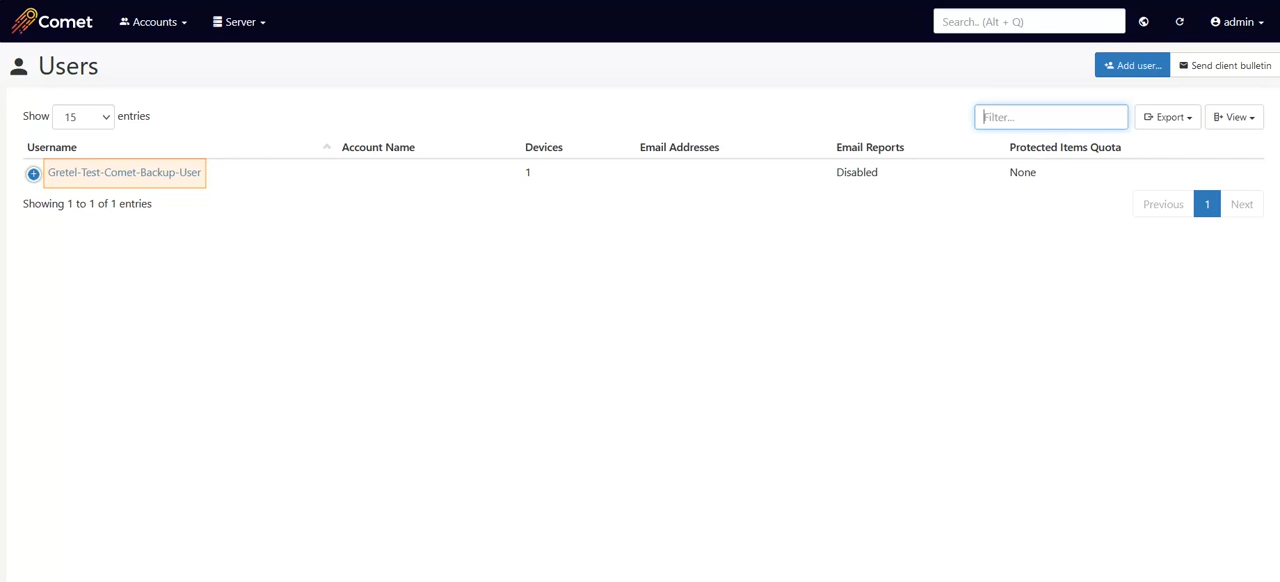 Comet Accounts Server Search.. (Alt + Q) admin
Users Add user... Send client bulletin
Show 15 entries Filter... Export View
Username Account Name Devices Email Addresses Email Reports Protected Items Quota
Gretel-Test-Comet-Backup-User 1 Disabled None
Showing 1 to 1 of 1 entries Previous 1 Next